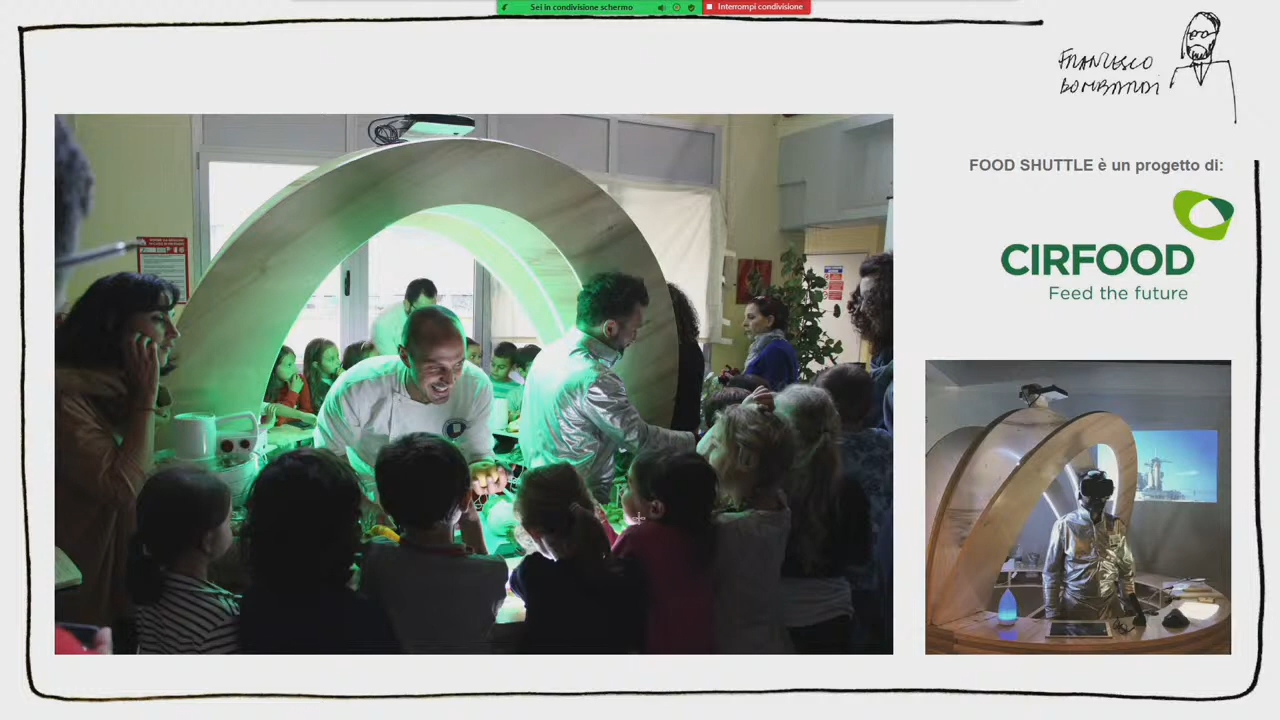 Sei in condivisione schermo
Interrompi condivisione
FRANCESCO
BOMBARDI
FOOD SHUTTLE è un progetto di:
CIRFOOD
Feed the future